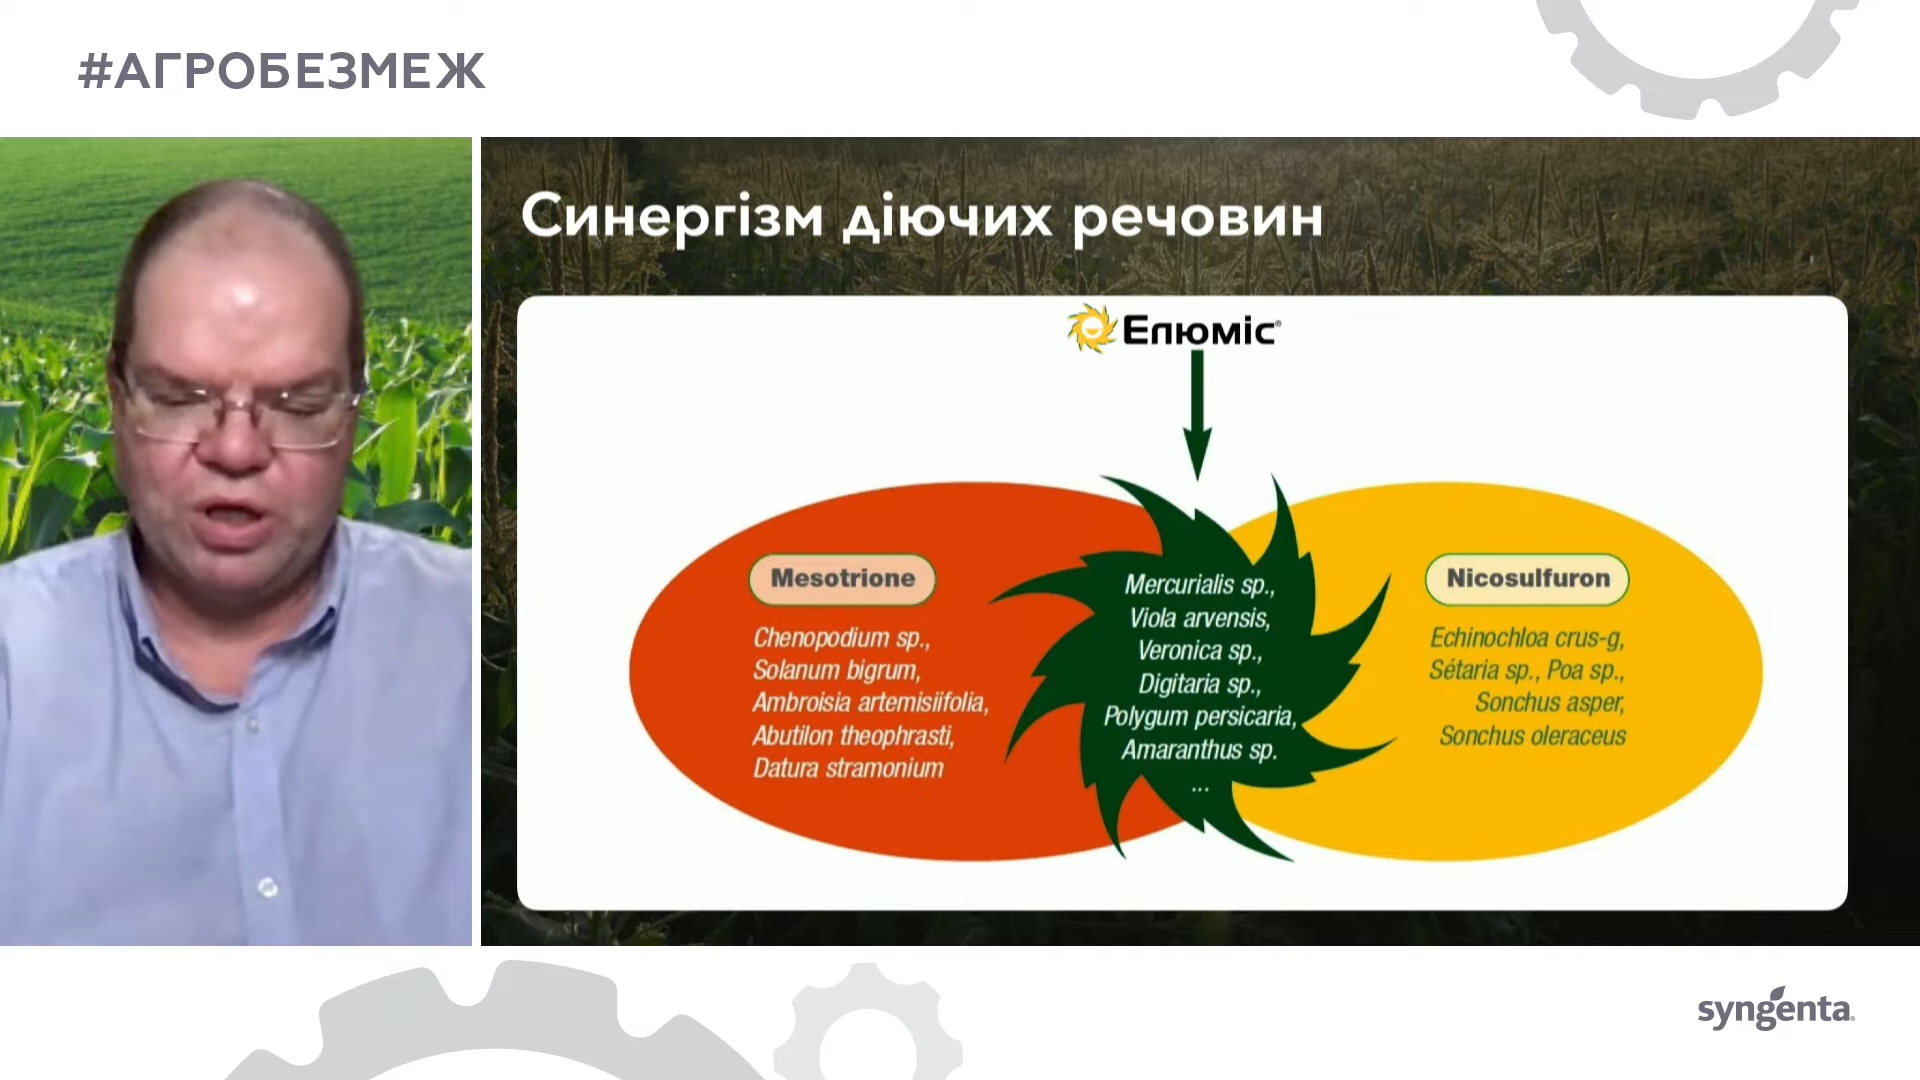 #АГРОБЕЗМЕЖ
Синергізм діючих речовин
Елюміс®
Mesotrione
Chenopodium sp.,
Solanum bigrum,
Ambroisia artemisiifolia,
Abutilon theophrasti,
Datura stramonium
Mercurialis sp.,
Viola arvensis,
Veronica sp.,
Digitaria sp.,
Polygum persicaria,
Amaranthus sp.
...
Nicosulfuron
Echinochloa crus-g,
Sétaria sp., Poa sp.,
Sonchus asper,
Sonchus oleraceus
syngenta